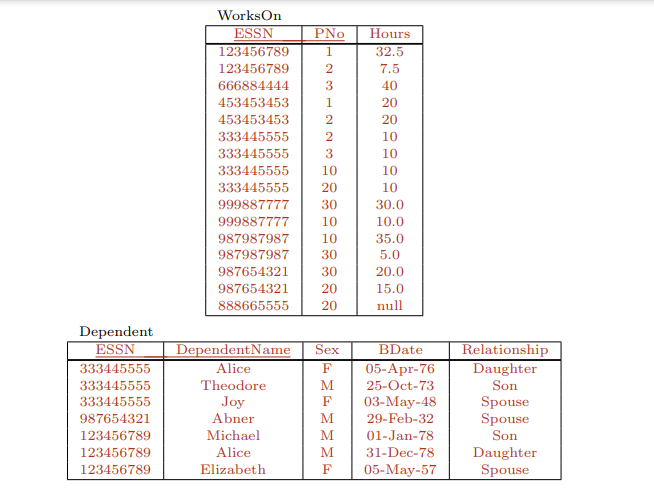 WorksOn
ESSN PNo Hours
123456789 1 32.5
123456789 2 7.5
666884444 3 40
453453453 1 20
453453453 2 20
333445555 2 10
333445555 3 10
333445555 10 10
333445555 20 10
999887777 30 30.0
999887777 10 10.0
987987987 10 35.0
987987987 30 5.0
987654321 30 20.0
987654321 20 15.0
888665555 20 null
Dependent
ESSN DependentName Sex BDate Relationship
333445555 Alice F 05-Apr-76 Daughter
333445555 Theodore M 25-Oct-73 Son
333445555 Joy F 03-May-48 Spouse
987654321 Abner M 29-Feb-32 Spouse
123456789 Michael M 01-Jan-78 Son
123456789 Alice M 31-Dec-78 Daughter
123456789 Elizabeth F 05-May-57 Spouse